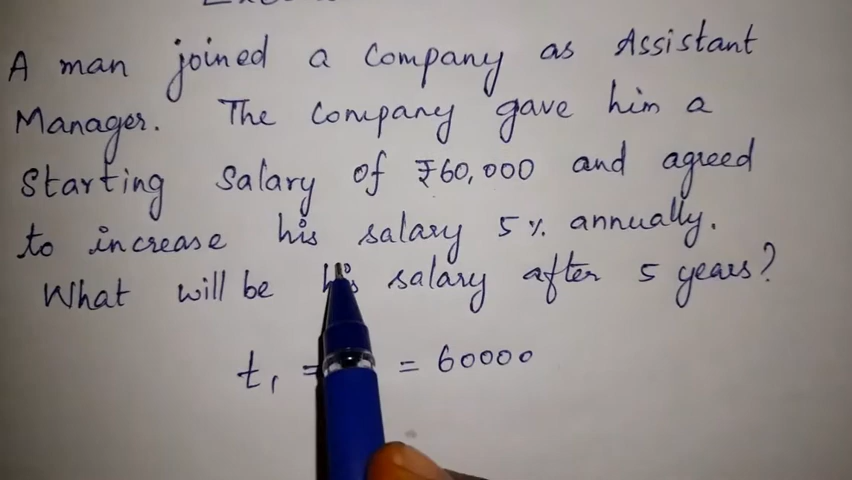 A man joined a Company as Assistant
Manager. The Company gave him a
Starting Salary of ₹60,000 and agreed
to increase his salary 5% annually.
What will be his salary after 5 years?
t₁ = = 60000